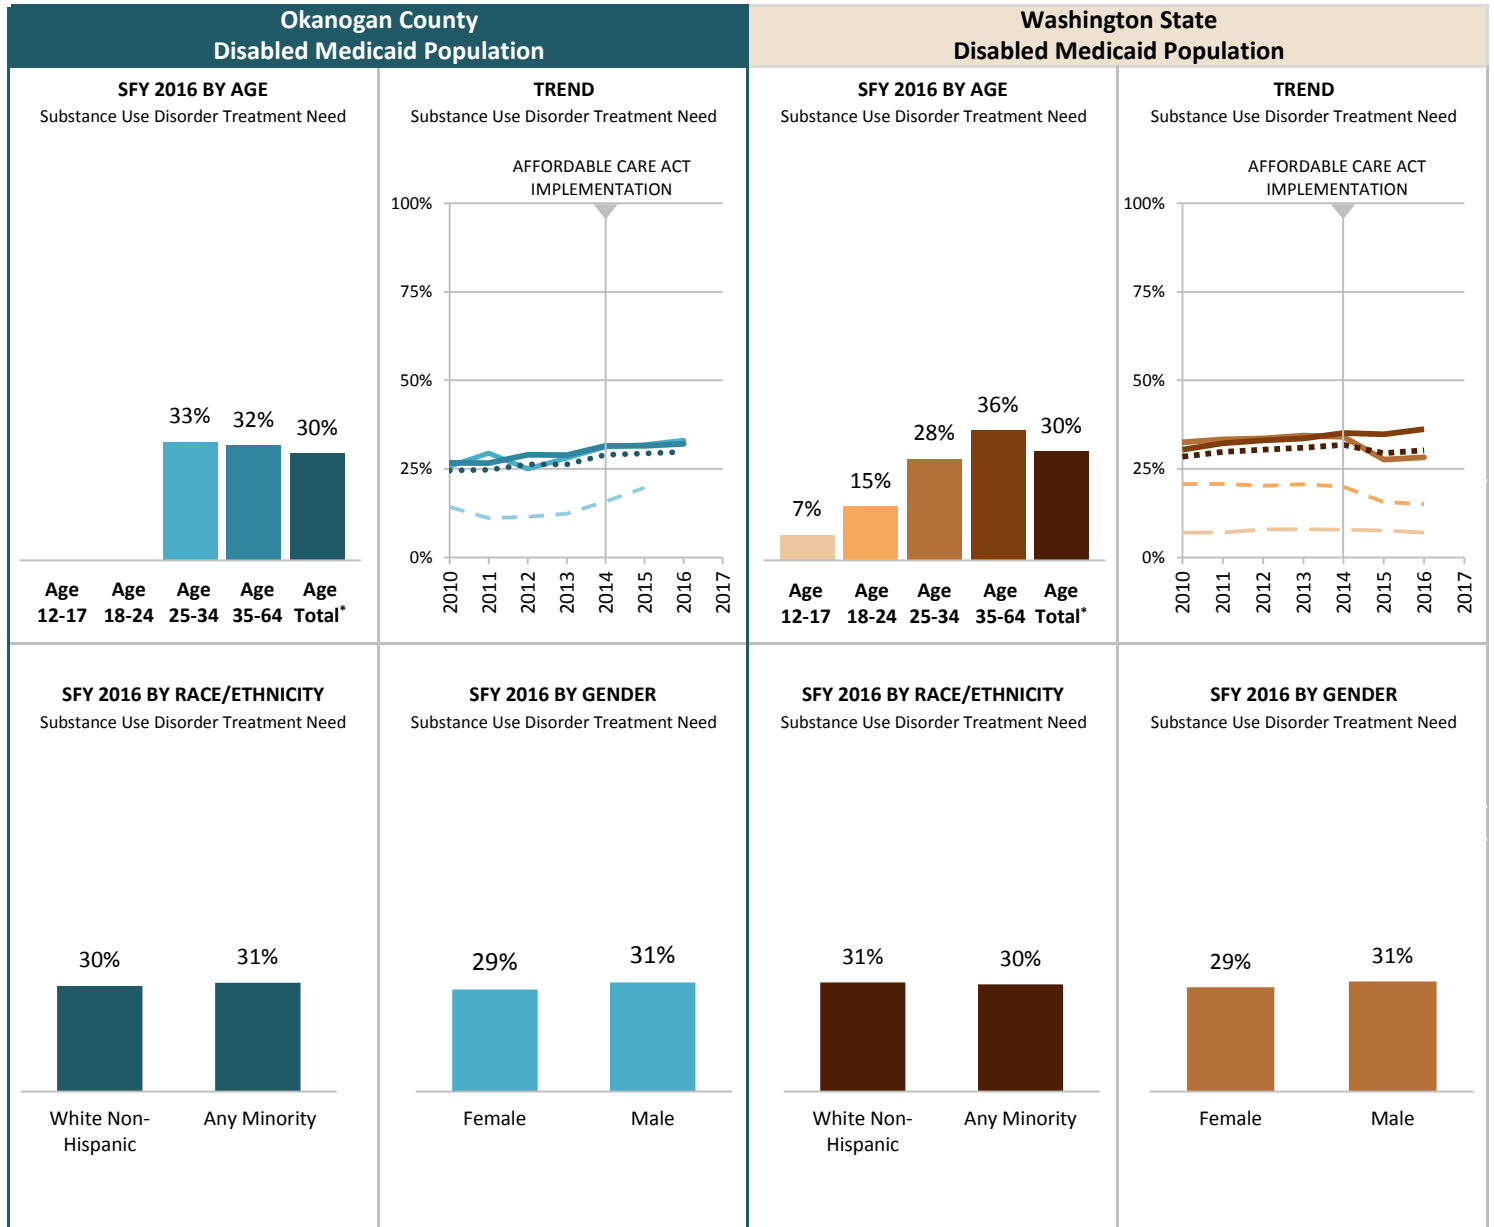 Okanogan County
Disabled Medicaid Population
Washington State
Disabled Medicaid Population
SFY 2016 BY AGE
Substance Use Disorder Treatment Need
33%
32%
30%
Age 12-17
Age 18-24
Age 25-34
Age 35-64
Age Total*
TREND
Substance Use Disorder Treatment Need
AFFORDABLE CARE ACT
IMPLEMENTATION
100%
75%
50%
25%
0%
2010
2011
2012
2013
2014
2015
2016
2017
SFY 2016 BY AGE
Substance Use Disorder Treatment Need
7%
15%
28%
36%
30%
Age 12-17
Age 18-24
Age 25-34
Age 35-64
Age Total*
TREND
Substance Use Disorder Treatment Need
AFFORDABLE CARE ACT
IMPLEMENTATION
100%
75%
50%
25%
0%
2010
2011
2012
2013
2014
2015
2016
2017
SFY 2016 BY RACE/ETHNICITY
Substance Use Disorder Treatment Need
30%
31%
White Non-
Hispanic
Any Minority
SFY 2016 BY GENDER
Substance Use Disorder Treatment Need
29%
31%
Female
Male
SFY 2016 BY RACE/ETHNICITY
Substance Use Disorder Treatment Need
31%
30%
White Non-
Hispanic
Any Minority
SFY 2016 BY GENDER
Substance Use Disorder Treatment Need
29%
31%
Female
Male